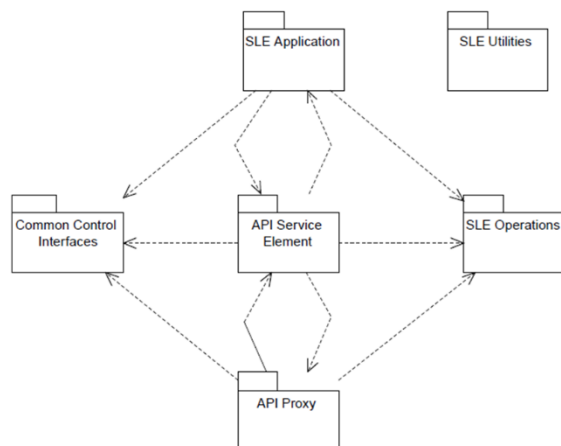 SLE Application
SLE Utilities
Common Control
Interfaces
API Service
Element
SLE Operations
API Proxy